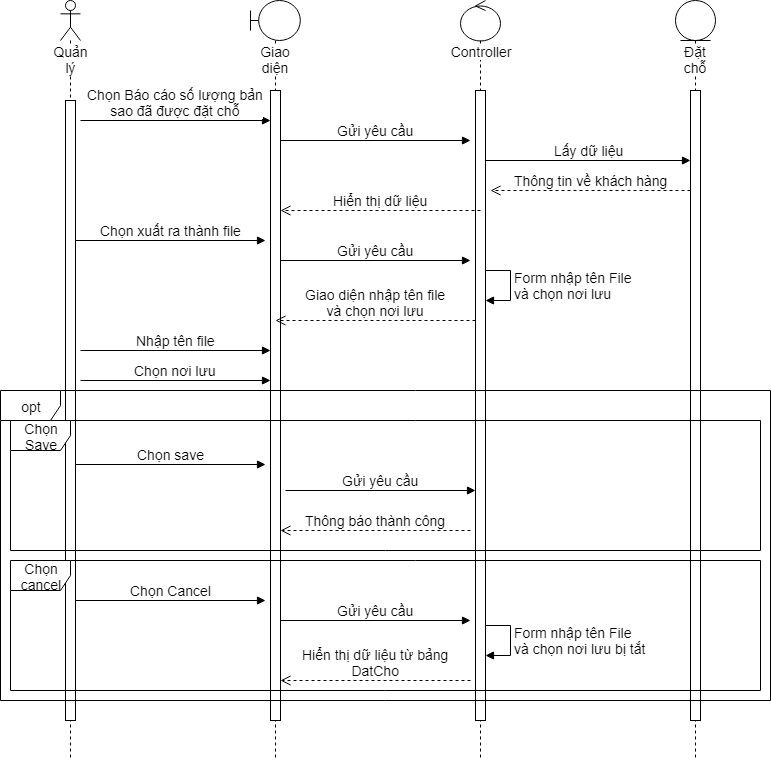 Quản
lý
Giao
diện
Controller
Đặt
chỗ
Chọn Báo cáo số lượng bản
sao đã được đặt chỗ
Gửi yêu cầu
Lấy dữ liệu
Thông tin về khách hàng
Hiển thị dữ liệu
Chọn xuất ra thành file
Gửi yêu cầu
Form nhập tên File
và chọn nơi lưu
Giao diện nhập tên file
và chọn nơi lưu
Nhập tên file
Chọn nơi lưu
opt
Chọn
Save
Chọn save
Gửi yêu cầu
Thông báo thành công
Chọn
cancel
Chọn Cancel
Gửi yêu cầu
Form nhập tên File
và chọn nơi lưu bị tắt
Hiển thị dữ liệu từ bảng
DatCho